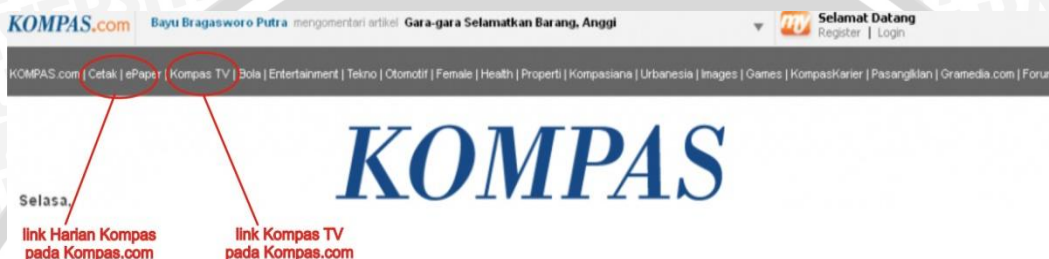 KOMPAS.com Bayu Bragasworo Putra mengomentari artikel Gara-gara Selamatkan Barang, Anggi my Selamat Datang
Register | Login
KOMPAS.com | Cetak | ePaper | Kompas TV | Bola | Entertainment | Tekno | Otomotif | Female | Health | Properti | Kompasiana | Urbanesia | Images | Games | KompasKarier | PasangIklan | Gramedia.com | Forum
KOMPAS
Selasa,
link Harian Kompas
pada Kompas.com
link Kompas TV
pada Kompas.com